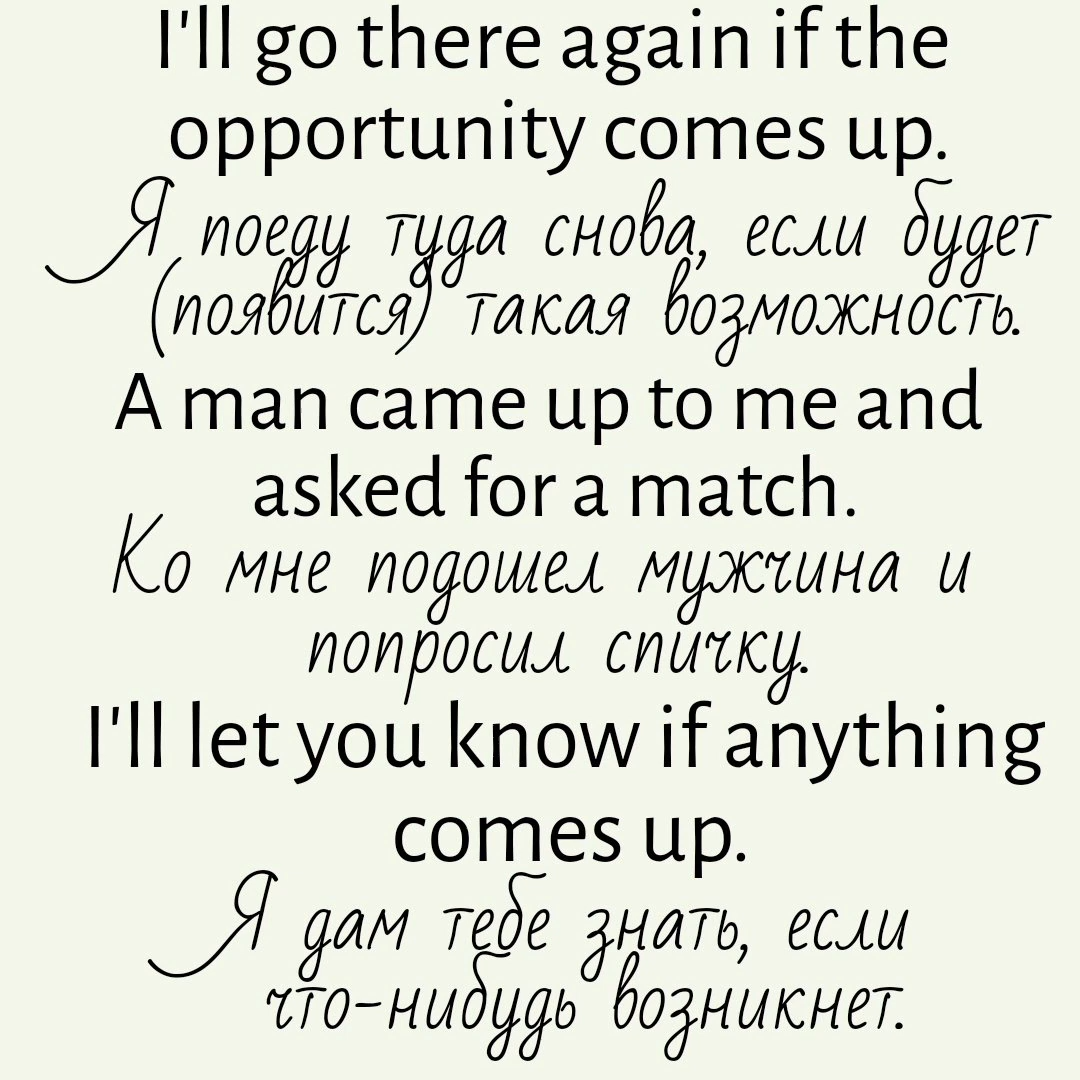 I'll go there again if the
opportunity comes up.
Я поеду туда снова, если будет
(появится) такая возможность.
A man came up to me and
asked for a match.
Ко мне подошел мужчина и
попросил спичку.
I'll let you know if anything
comes up.
Я дам тебе знать, если
что-нибудь возникнет.